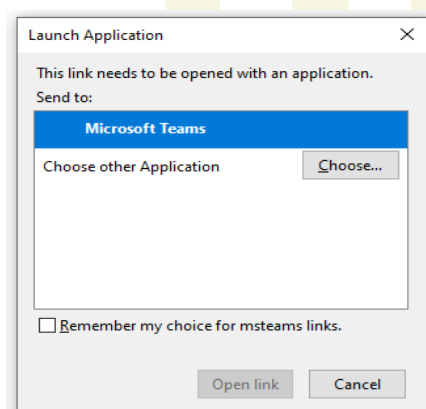 Launch Application
This link needs to be opened with an application.
Send to:
Microsoft Teams
Choose other Application
Choose...
Remember my choice for msteams links.
Open link
Cancel